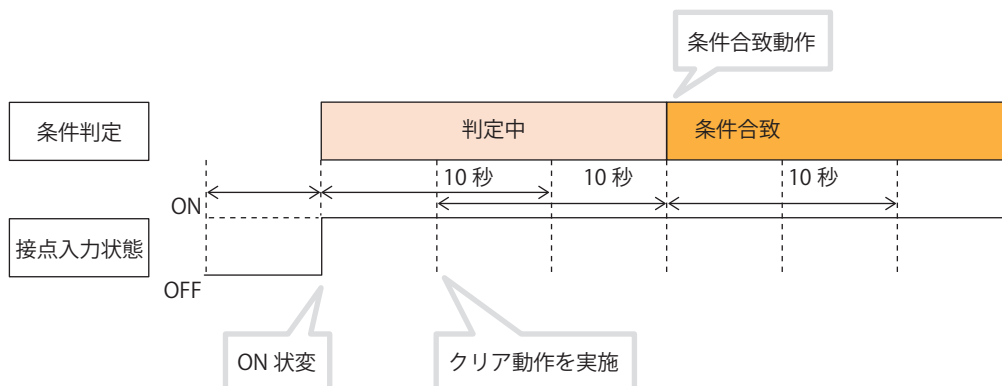 条件合致動作
条件判定
判定中
条件合致
10 秒
10 秒
10 秒
ON
接点入力状態
OFF
ON 状変
クリア動作を実施